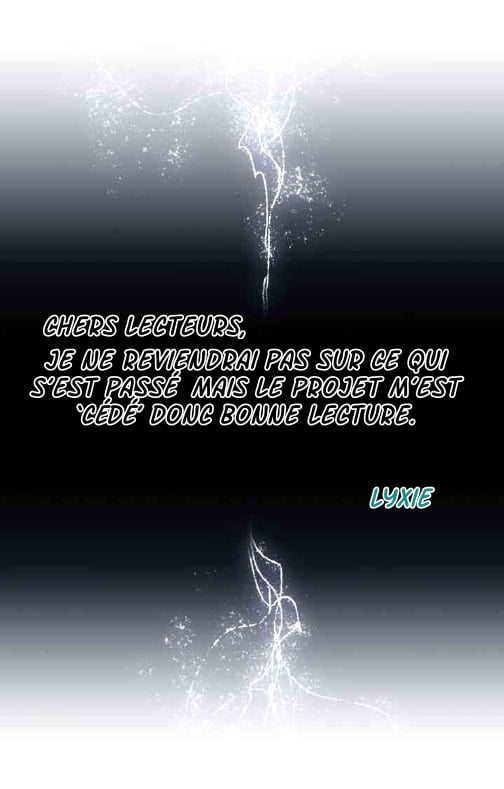 CHERS LECTEURS,
JE NE REVIENDRAI PAS SUR CE QUI
S'EST PASSÉ MAIS LE PROJET M'EST
'CÉDÉ' DONC BONNE LECTURE.
LYXIE